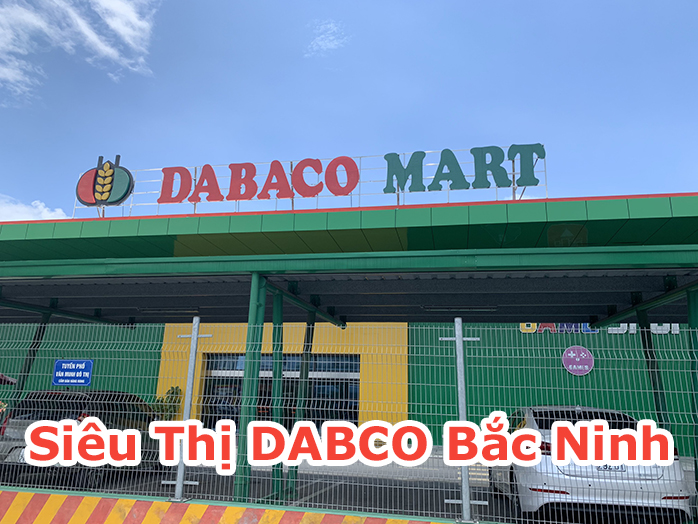 DABACO MART
TUYẾN PHỐ
VĂN MINH ĐÔ THỊ
Siêu Thị DABCO Bắc Ninh